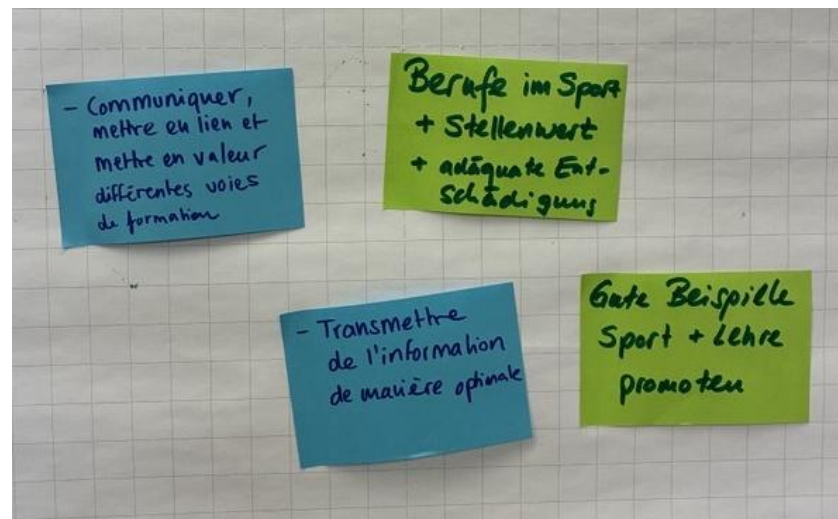 - Communiquer,
mettre en lien et
mettre en valeur
différentes voies
de formation
Berufe im Sport
+ Stellenwert
+ adäquate Ent-
schädigung
- Transmettre
de l'information
de manière optimale
Gute Beispiele
Sport + Lehre
promoten